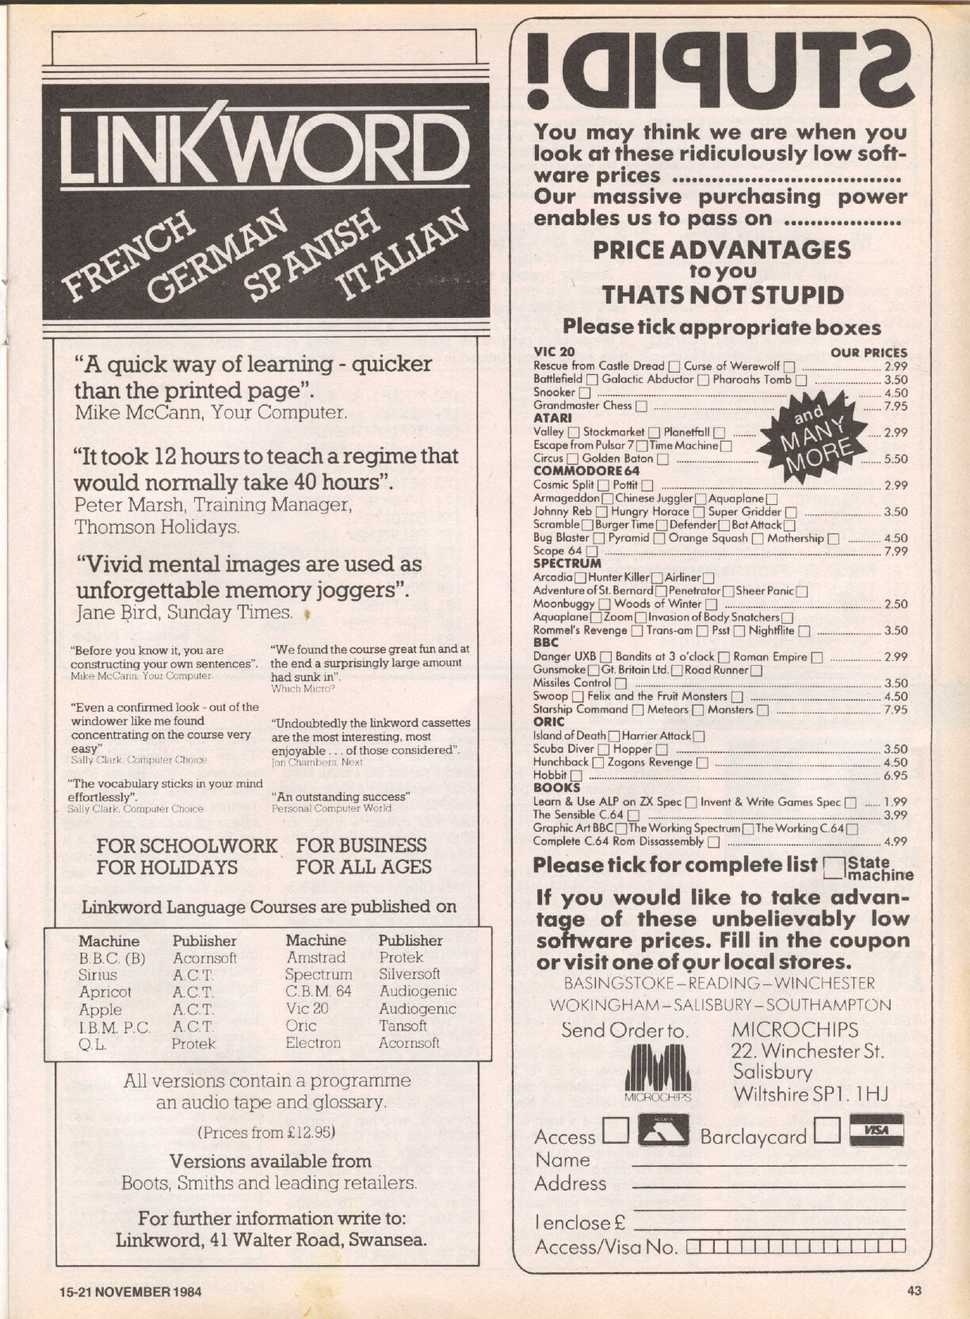 LINKWORD
FRENCH
GERMAN
SPANISH
ITALIAN
"A quick way of learning - quicker
than the printed page".
Mike McCann, Your Computer.
"It took 12 hours to teach a regime that
would normally take 40 hours".
Peter Marsh, Training Manager,
Thomson Holidays.
"Vivid mental images are used as
unforgettable memory joggers".
Jane Bird, Sunday Times.
"Before you know it, you are
constructing your own sentences".
Mike McCann, Your Computer.
"Even a confirmed look - out of the
windower like me found
concentrating on the course very
easy"
Sally Clark, Computer Choice
"The vocabulary sticks in your mind
effortlessly".
Sally Clark, Computer Choice
"We found the course great fun and at
the end a surprisingly large amount
had sunk in".
Which Micro?
"Undoubtedly the linkword cassettes
are the most interesting, most
enjoyable . . . of those considered".
Jon Chambers, Next
"An outstanding success"
Personal Computer World
FOR SCHOOLWORK FOR BUSINESS
FOR HOLIDAYS FOR ALL AGES
Linkword Language Courses are published on
Machine Publisher Machine Publisher
B.B.C. (B) Acornsoft Amstrad Protek
Sirius A.C.T. Spectrum Silversoft
Apricot A.C.T. C.B.M. 64 Audiogenic
Apple A.C.T. Vic 20 Audiogenic
I.B.M. P.C. A.C.T. Oric Tansoft
Q.L. Protek Electron Acornsoft
All versions contain a programme
an audio tape and glossary.
(Prices from £12.95)
Versions available from
Boots, Smiths and leading retailers.
For further information write to:
Linkword, 41 Walter Road, Swansea.
STUPID!
You may think we are when you
look at these ridiculously low soft-
ware prices ...................................
Our massive purchasing power
enables us to pass on ..................
PRICE ADVANTAGES
to you
THATS NOT STUPID
Please tick appropriate boxes
VIC 20 OUR PRICES
Rescue from Castle Dread □ Curse of Werewolf □ .................... 2.99
Battlefield □ Galactic Abductor □ Pharoahs Tomb □ .................... 3.50
Snooker □ .................... 4.50
Grandmaster Chess □ .................... 7.95
and
MANY
MORE
ATARI
Valley □ Stockmarket □ Planetfall □ .................... 2.99
Escape from Pulsar 7 □ Time Machine □
Circus □ Golden Baton □ .................... 5.50
COMMODORE 64
Cosmic Split □ Pottit □ .................... 2.99
Armageddon □ Chinese Juggler □ Aquaplane □
Johnny Reb □ Hungry Horace □ Super Gridder □ .................... 3.50
Scramble □ Burger Time □ Defender □ Bat Attack □
Bug Blaster □ Pyramid □ Orange Squash □ Mothership □ .......... 4.50
Scope 64 □ .................... 7.99
SPECTRUM
Arcadia □ Hunter Killer □ Airliner □
Adventure of St. Bernard □ Penetrator □ Sheer Panic □
Moonbuggy □ Woods of Winter □ .................... 2.50
Aquaplane □ Zoom □ Invasion of Body Snatchers □
Rommel's Revenge □ Trans-am □ Psst □ Nightflite □ .................... 3.50
BBC
Danger UXB □ Bandits at 3 o'clock □ Roman Empire □ .................... 2.99
Gunsmoke □ Gt. Britain Ltd. □ Road Runner □
Missiles Control □ .................... 3.50
Swoop □ Felix and the Fruit Monsters □ .................... 4.50
Starship Command □ Meteors □ Monsters □ .................... 7.95
ORIC
Island of Death □ Harrier Attack □
Scuba Diver □ Hopper □ .................... 3.50
Hunchback □ Zogons Revenge □ .................... 4.50
Hobbit □ .................... 6.95
BOOKS
Learn & Use ALP on ZX Spec □ Invent & Write Games Spec □ ..... 1.99
The Sensible C.64 □ .................... 3.99
Graphic Art BBC □ The Working Spectrum □ The Working C.64 □
Complete C.64 Rom Dissassembly □ .................... 4.99
Please tick for complete list □ State machine
If you would like to take advan-
tage of these unbelievably low
software prices. Fill in the coupon
or visit one of our local stores.
BASINGSTOKE–READING–WINCHESTER
WOKINGHAM–SALISBURY–SOUTHAMPTON
Send Order to.
MICROCHIPS
MICROCHIPS
22. Winchester St.
Salisbury
Wiltshire SP1. 1HJ
Access □ Barclaycard □ VISA
Name
Address
I enclose £
Access/Visa No.
15-21 NOVEMBER 1984
43